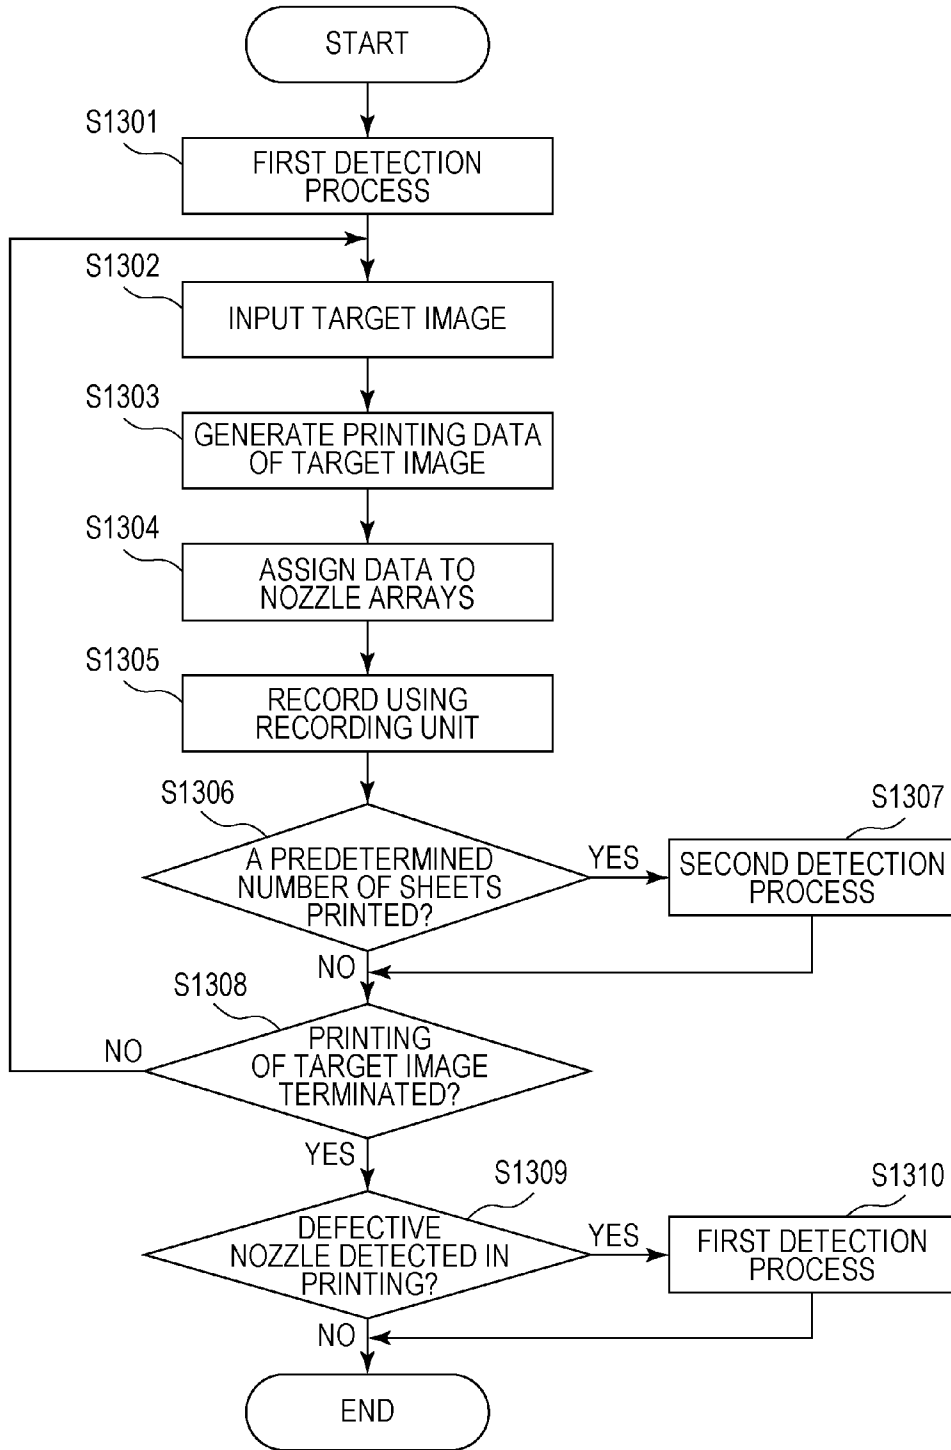 START
S1301
FIRST DETECTION
PROCESS
S1302
INPUT TARGET IMAGE
S1303
GENERATE PRINTING DATA
OF TARGET IMAGE
S1304
ASSIGN DATA TO
NOZZLE ARRAYS
S1305
RECORD USING
RECORDING UNIT
S1306
A PREDETERMINED
NUMBER OF SHEETS
PRINTED?
YES
S1307
SECOND DETECTION
PROCESS
NO
S1308
PRINTING
OF TARGET IMAGE
TERMINATED?
NO
YES
S1309
DEFECTIVE
NOZZLE DETECTED IN
PRINTING?
YES
S1310
FIRST DETECTION
PROCESS
NO
END